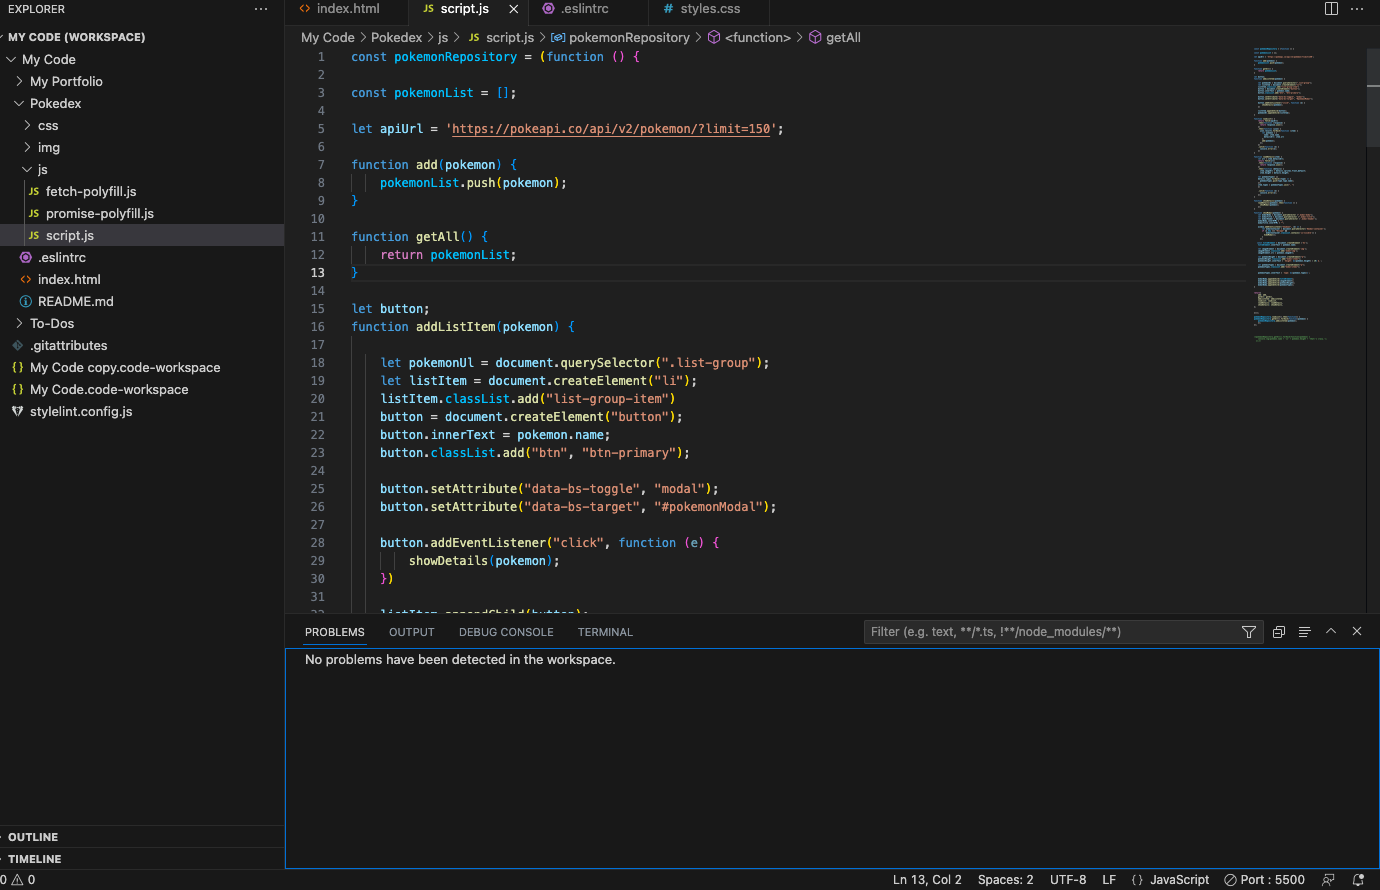 EXPLORER
MY CODE (WORKSPACE)
My Code
My Portfolio
Pokedex
css
img
js
JS fetch-polyfill.js
JS promise-polyfill.js
JS script.js
.eslintrc
index.html
README.md
To-Dos
.gitattributes
{} My Code copy.code-workspace
{} My Code.code-workspace
stylelint.config.js
OUTLINE
TIMELINE
index.html
JS script.js
.eslintrc
# styles.css
My Code > Pokedex > js > JS script.js > pokemonRepository > <function> > getAll
1 const pokemonRepository = (function () {
2
3 const pokemonList = [];
4
5 let apiUrl = 'https://pokeapi.co/api/v2/pokemon/?limit=150';
6
7 function add(pokemon) {
8 pokemonList.push(pokemon);
9 }
10
11 function getAll() {
12 return pokemonList;
13 }
14
15 let button;
16 function addListItem(pokemon) {
17
18 let pokemonUl = document.querySelector(".list-group");
19 let listItem = document.createElement("li");
20 listItem.classList.add("list-group-item")
21 button = document.createElement("button");
22 button.innerText = pokemon.name;
23 button.classList.add("btn", "btn-primary");
24
25 button.setAttribute("data-bs-toggle", "modal");
26 button.setAttribute("data-bs-target", "#pokemonModal");
27
28 button.addEventListener("click", function (e) {
29 showDetails(pokemon);
30 })
31
32 listItem.appendChild(button);
PROBLEMS
OUTPUT
DEBUG CONSOLE
TERMINAL
Filter (e.g. text, **/*.ts, !**/node_modules/**)
No problems have been detected in the workspace.
0 0
Ln 13, Col 2
Spaces: 2
UTF-8
LF
{} JavaScript
Port : 5500